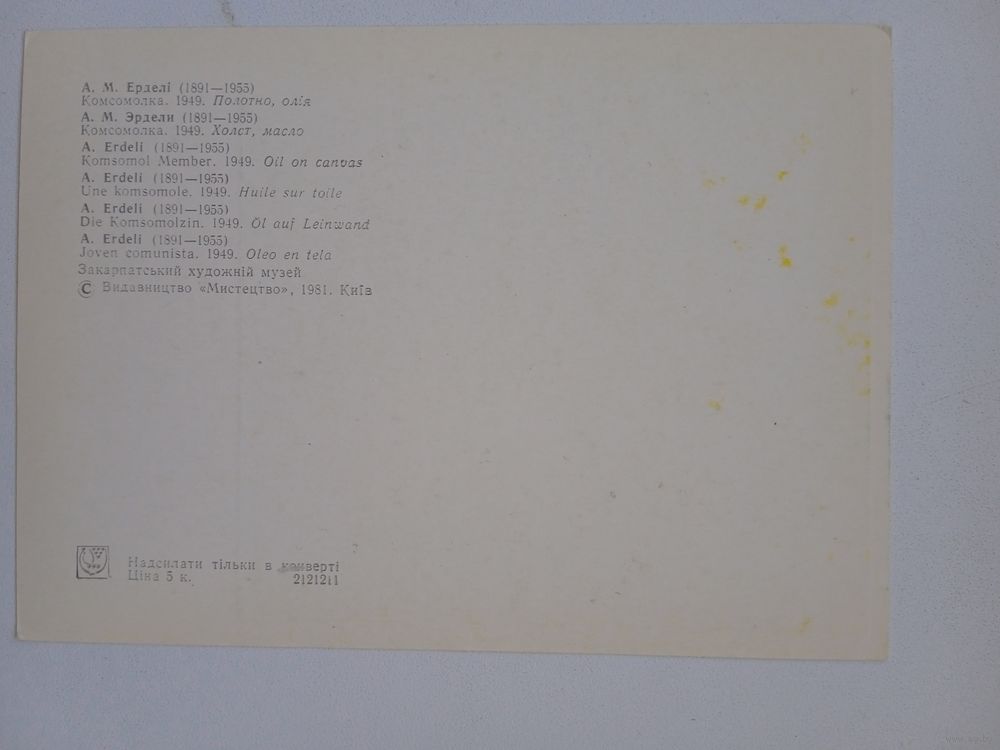 А. М. Ерделі (1891—1955)
Комсомолка. 1949. Полотно, олія
А. М. Эрдели (1891—1955)
Комсомолка. 1949. Холст, масло
A. Erdeli (1891—1955)
Komsomol Member. 1949. Oil on canvas
A. Erdeli (1891—1955)
Une komsomole. 1949. Huile sur toile
A. Erdeli (1891—1955)
Die Komsomolzin. 1949. Öl auf Leinwand
A. Erdeli (1891—1955)
Joven comunista. 1949. Oleo en tela
Закарпатський художній музей
© Видавництво «Мистецтво», 1981. Київ
Надсилати тільки в конверті
Ціна 5 к. 2121211